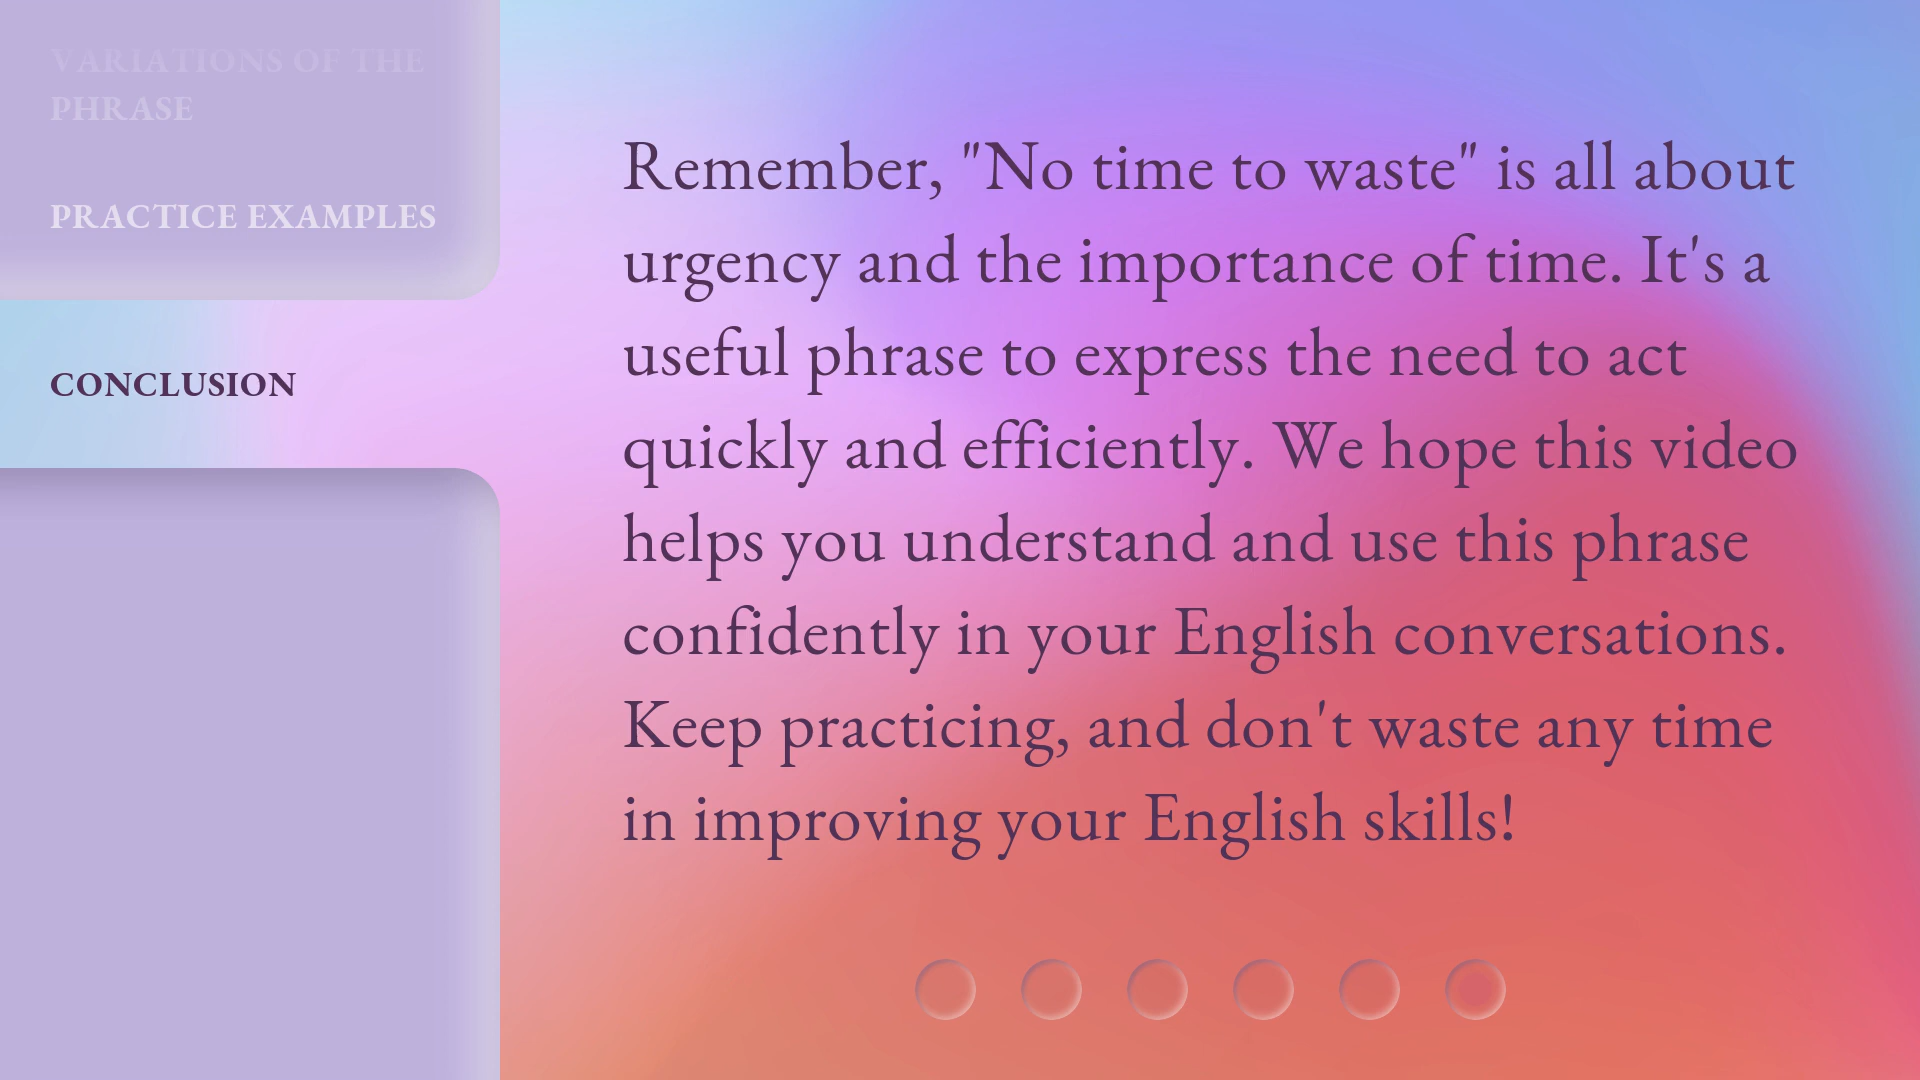 VARIATIONS OF THE
PHRASE
PRACTICE EXAMPLES
CONCLUSION
Remember, "No time to waste" is all about
urgency and the importance of time. It's a
useful phrase to express the need to act
quickly and efficiently. We hope this video
helps you understand and use this phrase
confidently in your English conversations.
Keep practicing, and don't waste any time
in improving your English skills!